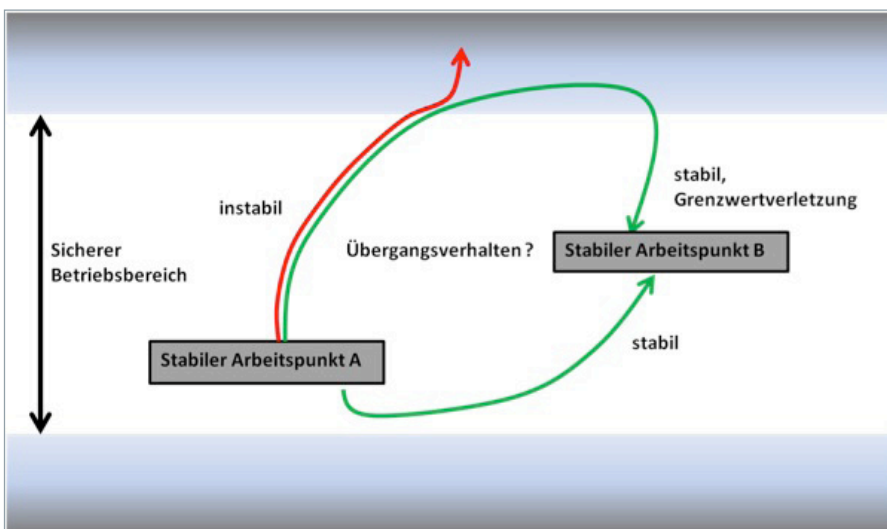 instabil
stabil,
Grenzwertverletzung
Sicherer
Betriebsbereich
Übergangsverhalten ?
Stabiler Arbeitspunkt B
Stabiler Arbeitspunkt A
stabil